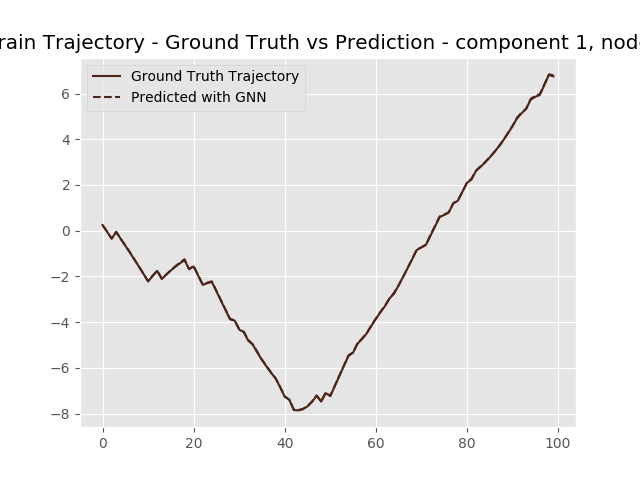 rain Trajectory - Ground Truth vs Prediction - component 1, nod
Ground Truth Trajectory
Predicted with GNN
6
4
2
0
−2
−4
−6
−8
0 20 40 60 80 100